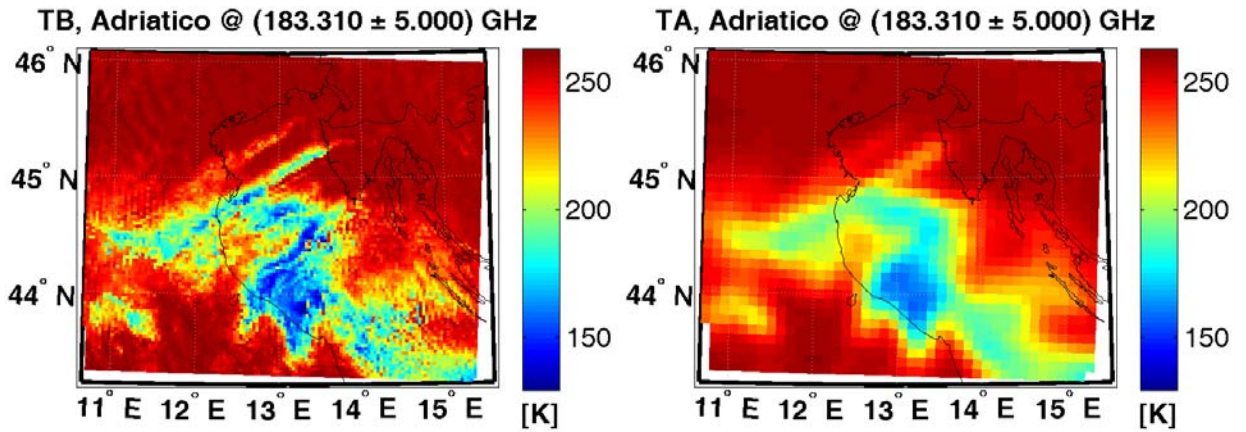 TB, Adriatico @ (183.310 ± 5.000) GHz
46° N
45° N
44° N
11° E 12° E 13° E 14° E 15° E
250
200
150
[K]
TA, Adriatico @ (183.310 ± 5.000) GHz
46° N
45° N
44° N
11° E 12° E 13° E 14° E 15° E
250
200
150
[K]